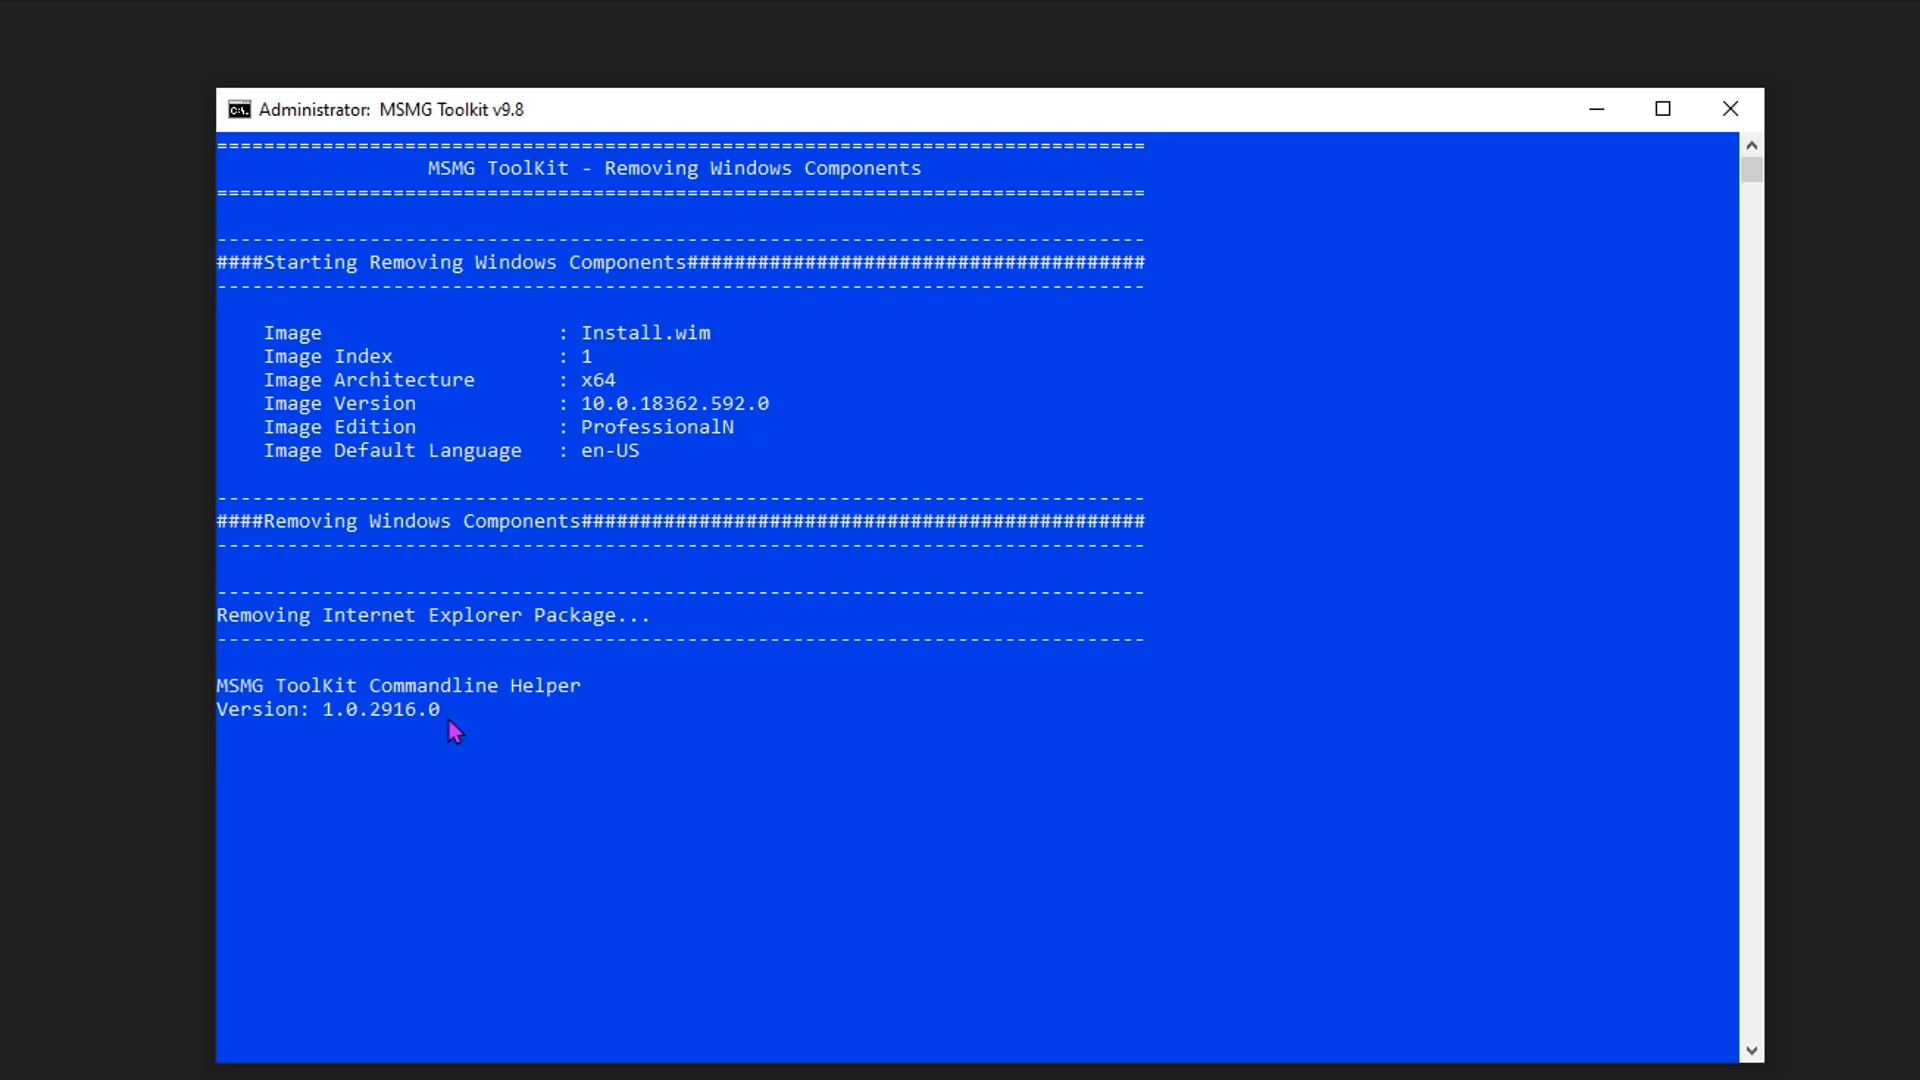 Administrator: MSMG Toolkit v9.8
===============================================================================
MSMG ToolKit - Removing Windows Components
===============================================================================
-------------------------------------------------------------------------------
####Starting Removing Windows Components#######################################
-------------------------------------------------------------------------------
Image : Install.wim
Image Index : 1
Image Architecture : x64
Image Version : 10.0.18362.592.0
Image Edition : ProfessionalN
Image Default Language : en-US
-------------------------------------------------------------------------------
####Removing Windows Components################################################
-------------------------------------------------------------------------------
-------------------------------------------------------------------------------
Removing Internet Explorer Package...
-------------------------------------------------------------------------------
MSMG ToolKit Commandline Helper
Version: 1.0.2916.0